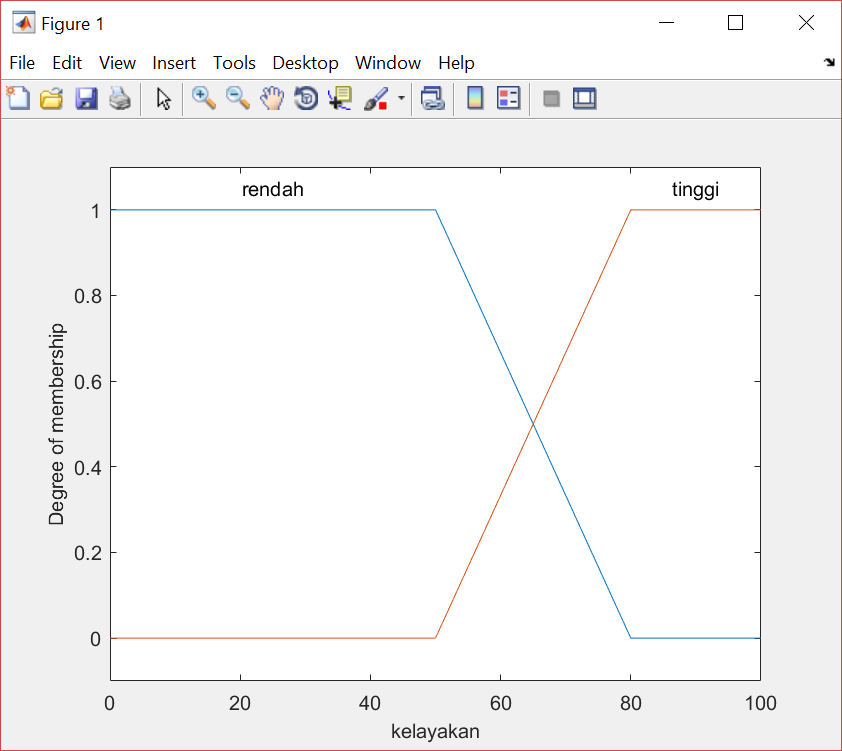 Figure 1
File Edit View Insert Tools Desktop Window Help
rendah tinggi
1
0.8
0.6
0.4
0.2
0
Degree of membership
0 20 40 60 80 100
kelayakan